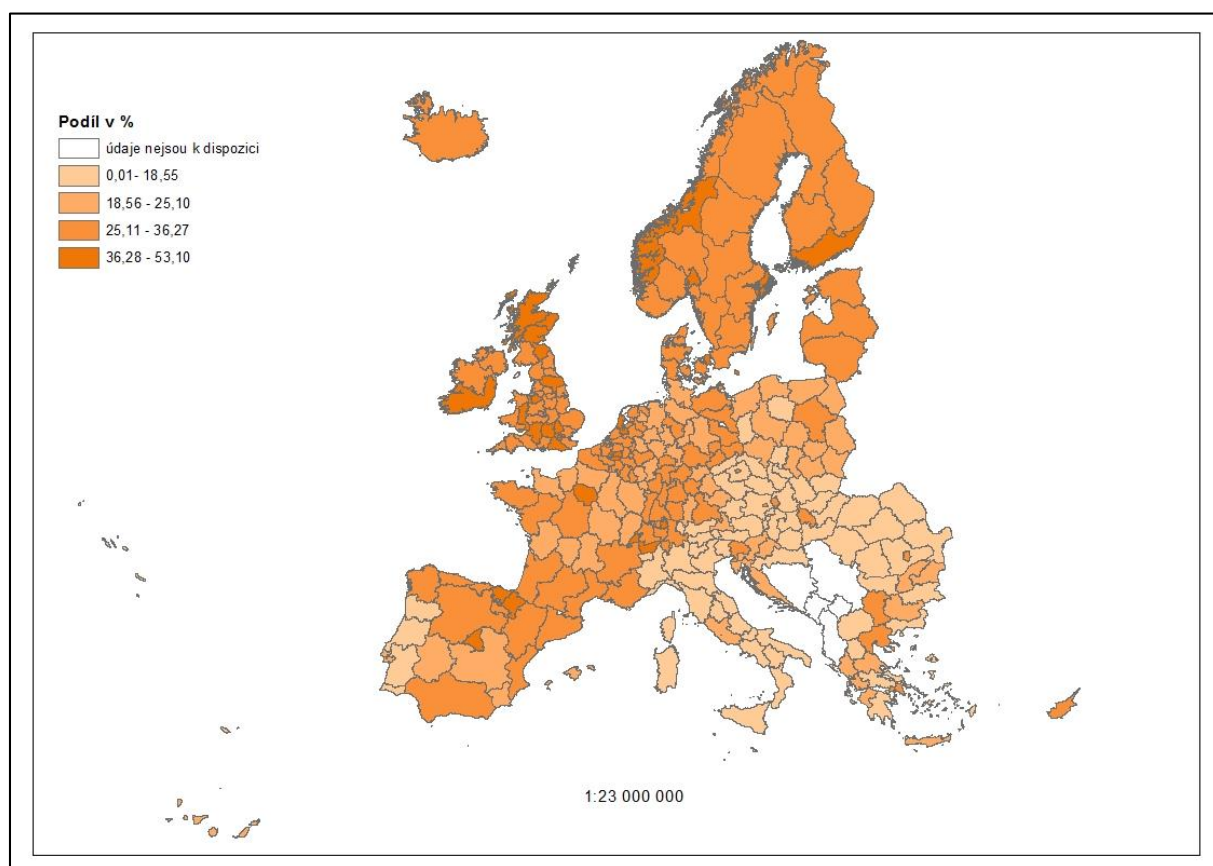 Podíl v %
údaje nejsou k dispozici
0,01- 18,55
18,56 - 25,10
25,11 - 36,27
36,28 - 53,10
1:23 000 000